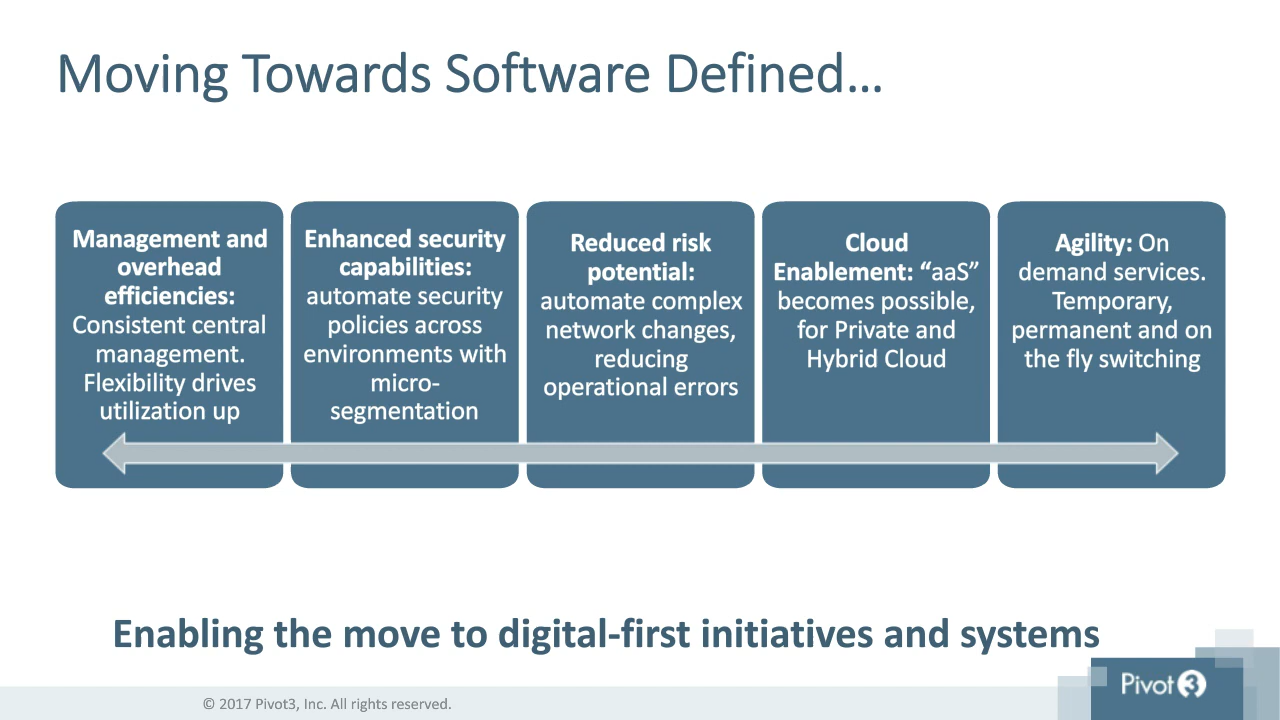 Moving Towards Software Defined…
Management and
overhead
efficiencies:
Consistent central
management.
Flexibility drives
utilization up
Enhanced security
capabilities:
automate security
policies across
environments with
micro-
segmentation
Reduced risk
potential:
automate complex
network changes,
reducing
operational errors
Cloud
Enablement: “aaS”
becomes possible,
for Private and
Hybrid Cloud
Agility: On
demand services.
Temporary,
permanent and on
the fly switching
Enabling the move to digital-first initiatives and systems
Pivot3
© 2017 Pivot3, Inc. All rights reserved.